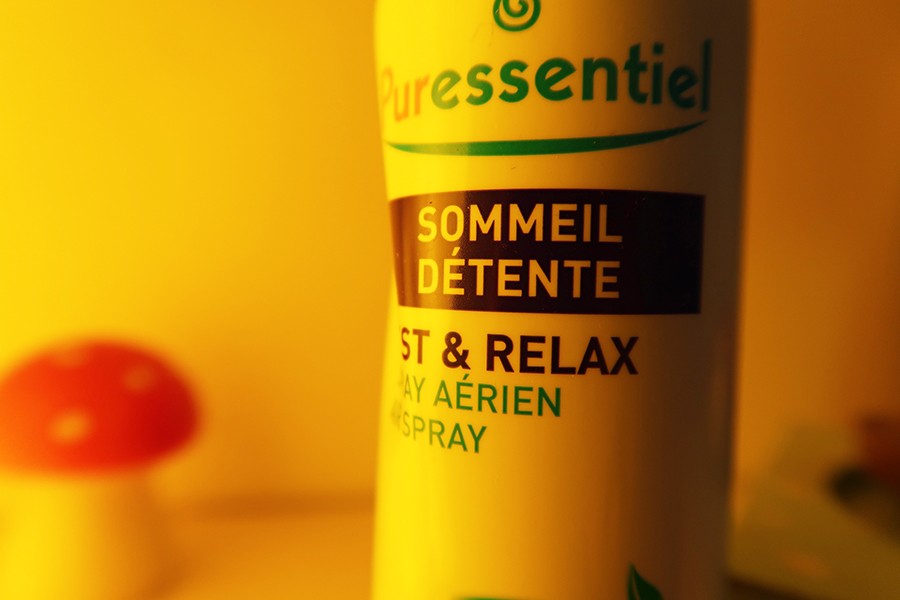 Puressentiel
SOMMEIL
DÉTENTE
ST & RELAX
AY AÉRIEN
SPRAY